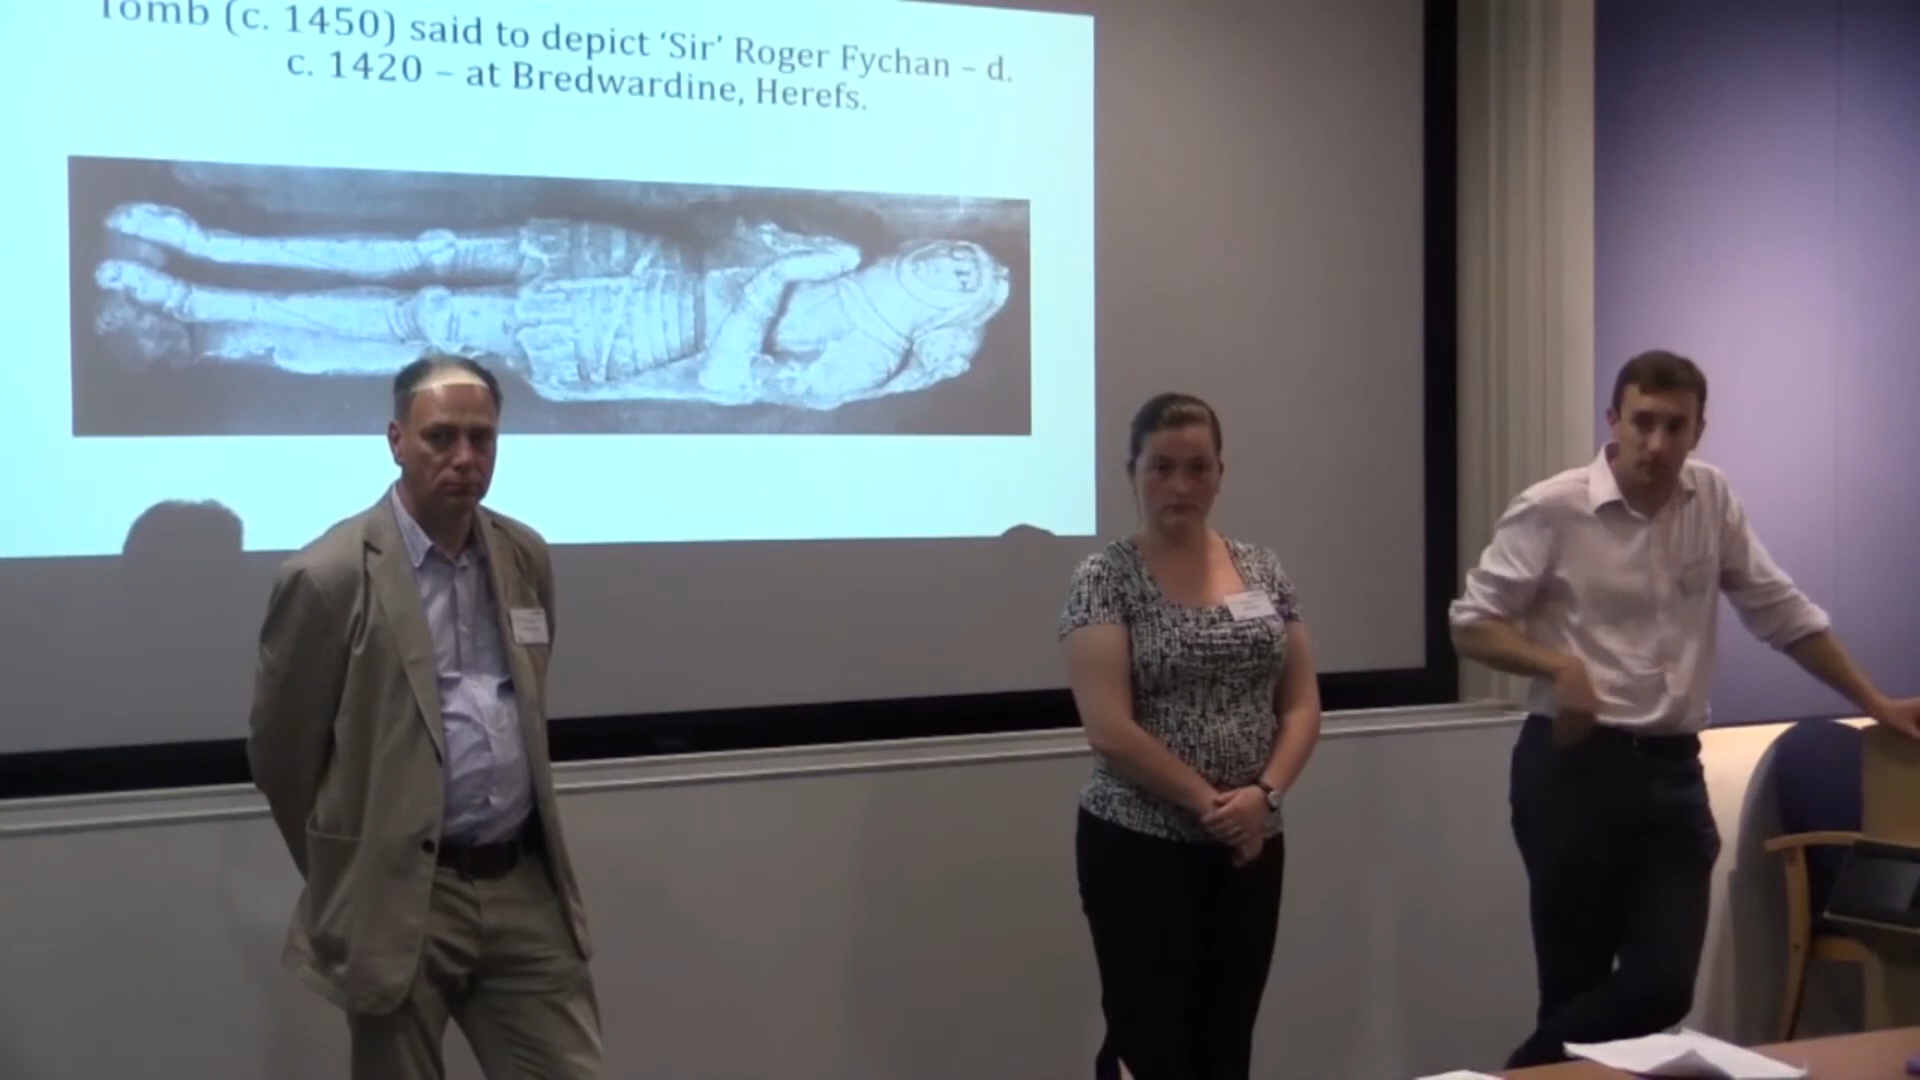 Tomb (c. 1450) said to depict ‘Sir’ Roger Fychan – d.
c. 1420 – at Bredwardine, Herefs.